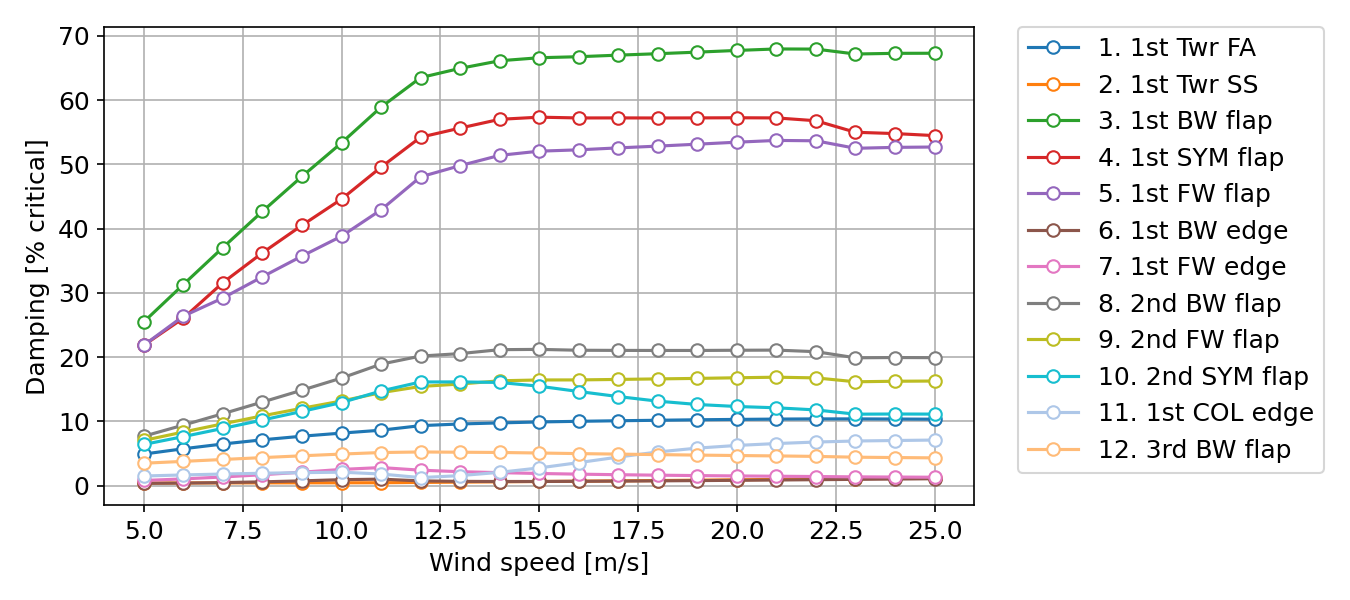 Damping [% critical]
70
60
50
40
30
20
10
0
5.0 7.5 10.0 12.5 15.0 17.5 20.0 22.5 25.0
Wind speed [m/s]
1. 1st Twr FA
2. 1st Twr SS
3. 1st BW flap
4. 1st SYM flap
5. 1st FW flap
6. 1st BW edge
7. 1st FW edge
8. 2nd BW flap
9. 2nd FW flap
10. 2nd SYM flap
11. 1st COL edge
12. 3rd BW flap